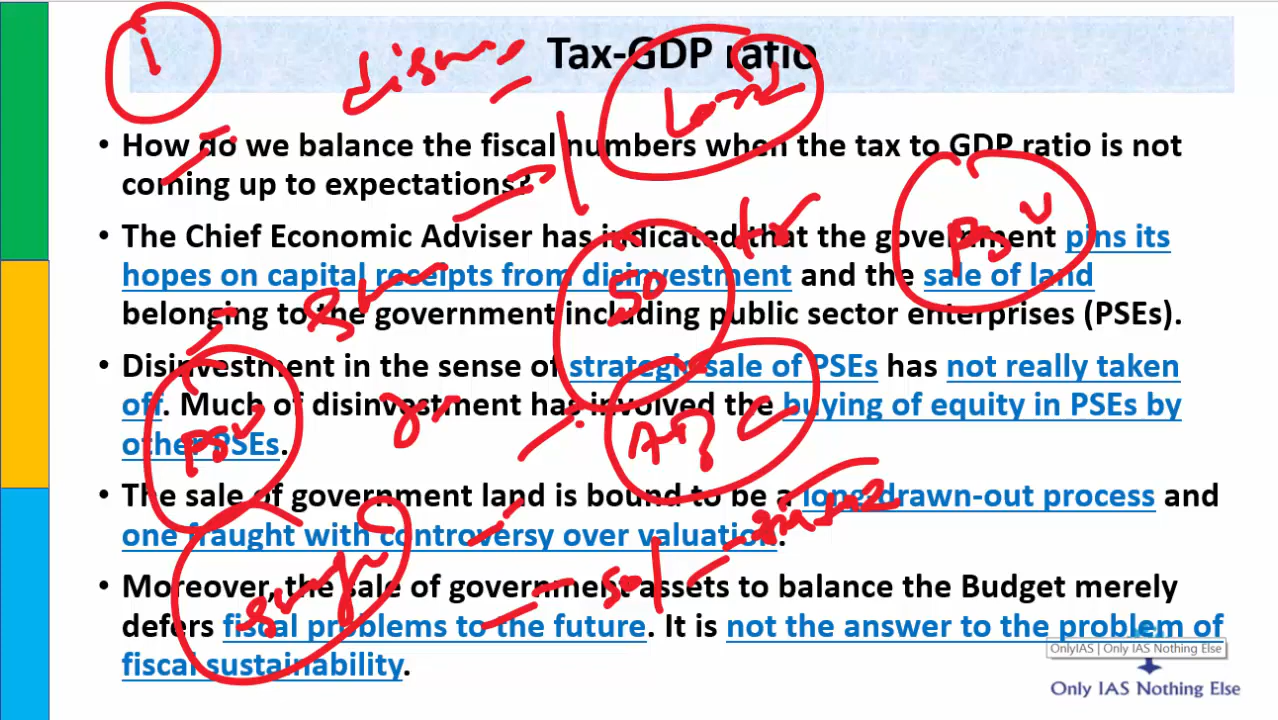 Tax-GDP ratio
• How do we balance the fiscal numbers when the tax to GDP ratio is not
coming up to expectations?
• The Chief Economic Adviser has indicated that the government pins its
hopes on capital receipts from disinvestment and the sale of land
belonging to the government including public sector enterprises (PSEs).
• Disinvestment in the sense of strategic sale of PSEs has not really taken
off. Much of disinvestment has involved the buying of equity in PSEs by
other PSEs.
• The sale of government land is bound to be a long-drawn-out process and
one fraught with controversy over valuation.
• Moreover, the sale of government assets to balance the Budget merely
defers fiscal problems to the future. It is not the answer to the problem of
fiscal sustainability.
OnlyIAS | Only IAS Nothing Else
Only IAS Nothing Else
1
Land
PSU
50
PSU
ABC